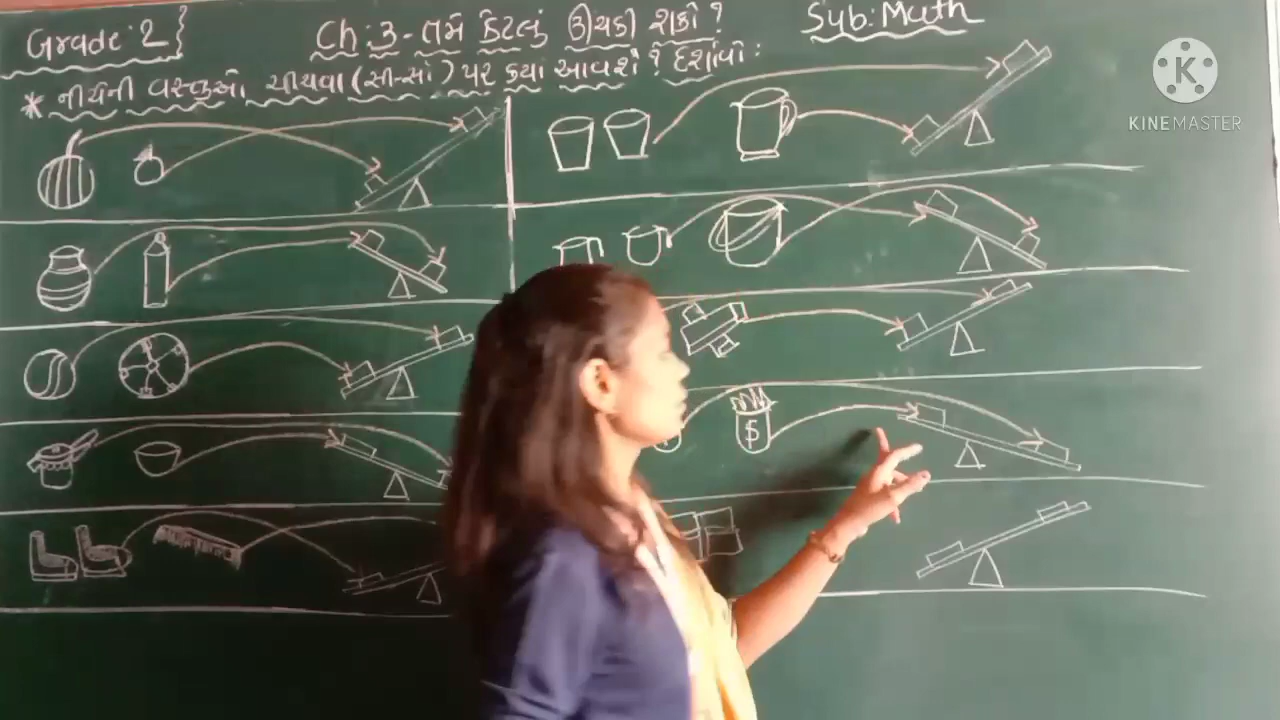 Grade: 2
Ch: 3 - તમે કેટલું ઊંચકી શકો ?
Sub: Math
* નીચેની વસ્તુઓ ચીચવા (સીન્સો) પર ક્યાં આવશે ? દર્શાવો :
K
KINEMASTER
$